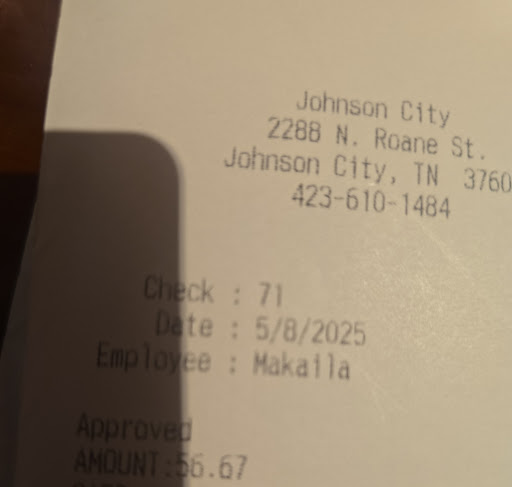 Johnson City
2288 N. Roane St.
Johnson City, TN 3760
423-610-1484
Check : 71
Date : 5/8/2025
Employee : Makaila
Approved
AMOUNT:56.67